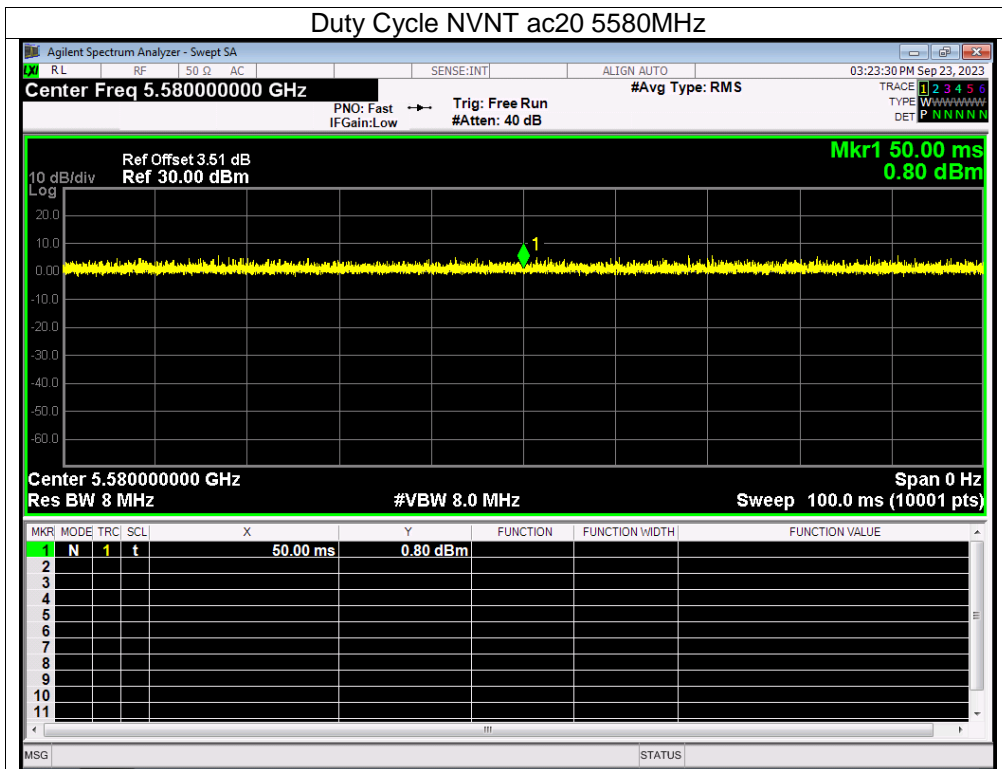 Duty Cycle NVNT ac20 5580MHz
Agilent Spectrum Analyzer - Swept SA
LXI RL RF 50 Ω AC SENSE:INT ALIGN AUTO 03:23:30 PM Sep 23, 2023
Center Freq 5.580000000 GHz #Avg Type: RMS TRACE 1 2 3 4 5 6
PNO: Fast Trig: Free Run TYPE WWWWWW
IFGain:Low #Atten: 40 dB DET P N N N N N
Mkr1 50.00 ms
Ref Offset 3.51 dB
10 dB/div Ref 30.00 dBm 0.80 dBm
Log
20.0
10.0
1
0.00
-10.0
-20.0
-30.0
-40.0
-50.0
-60.0
Center 5.580000000 GHz Span 0 Hz
Res BW 8 MHz #VBW 8.0 MHz Sweep 100.0 ms (10001 pts)
MKR MODE TRC SCL X Y FUNCTION FUNCTION WIDTH FUNCTION VALUE
1 N 1 t 50.00 ms 0.80 dBm
2
3
4
5
6
7
8
9
10
11
MSG STATUS